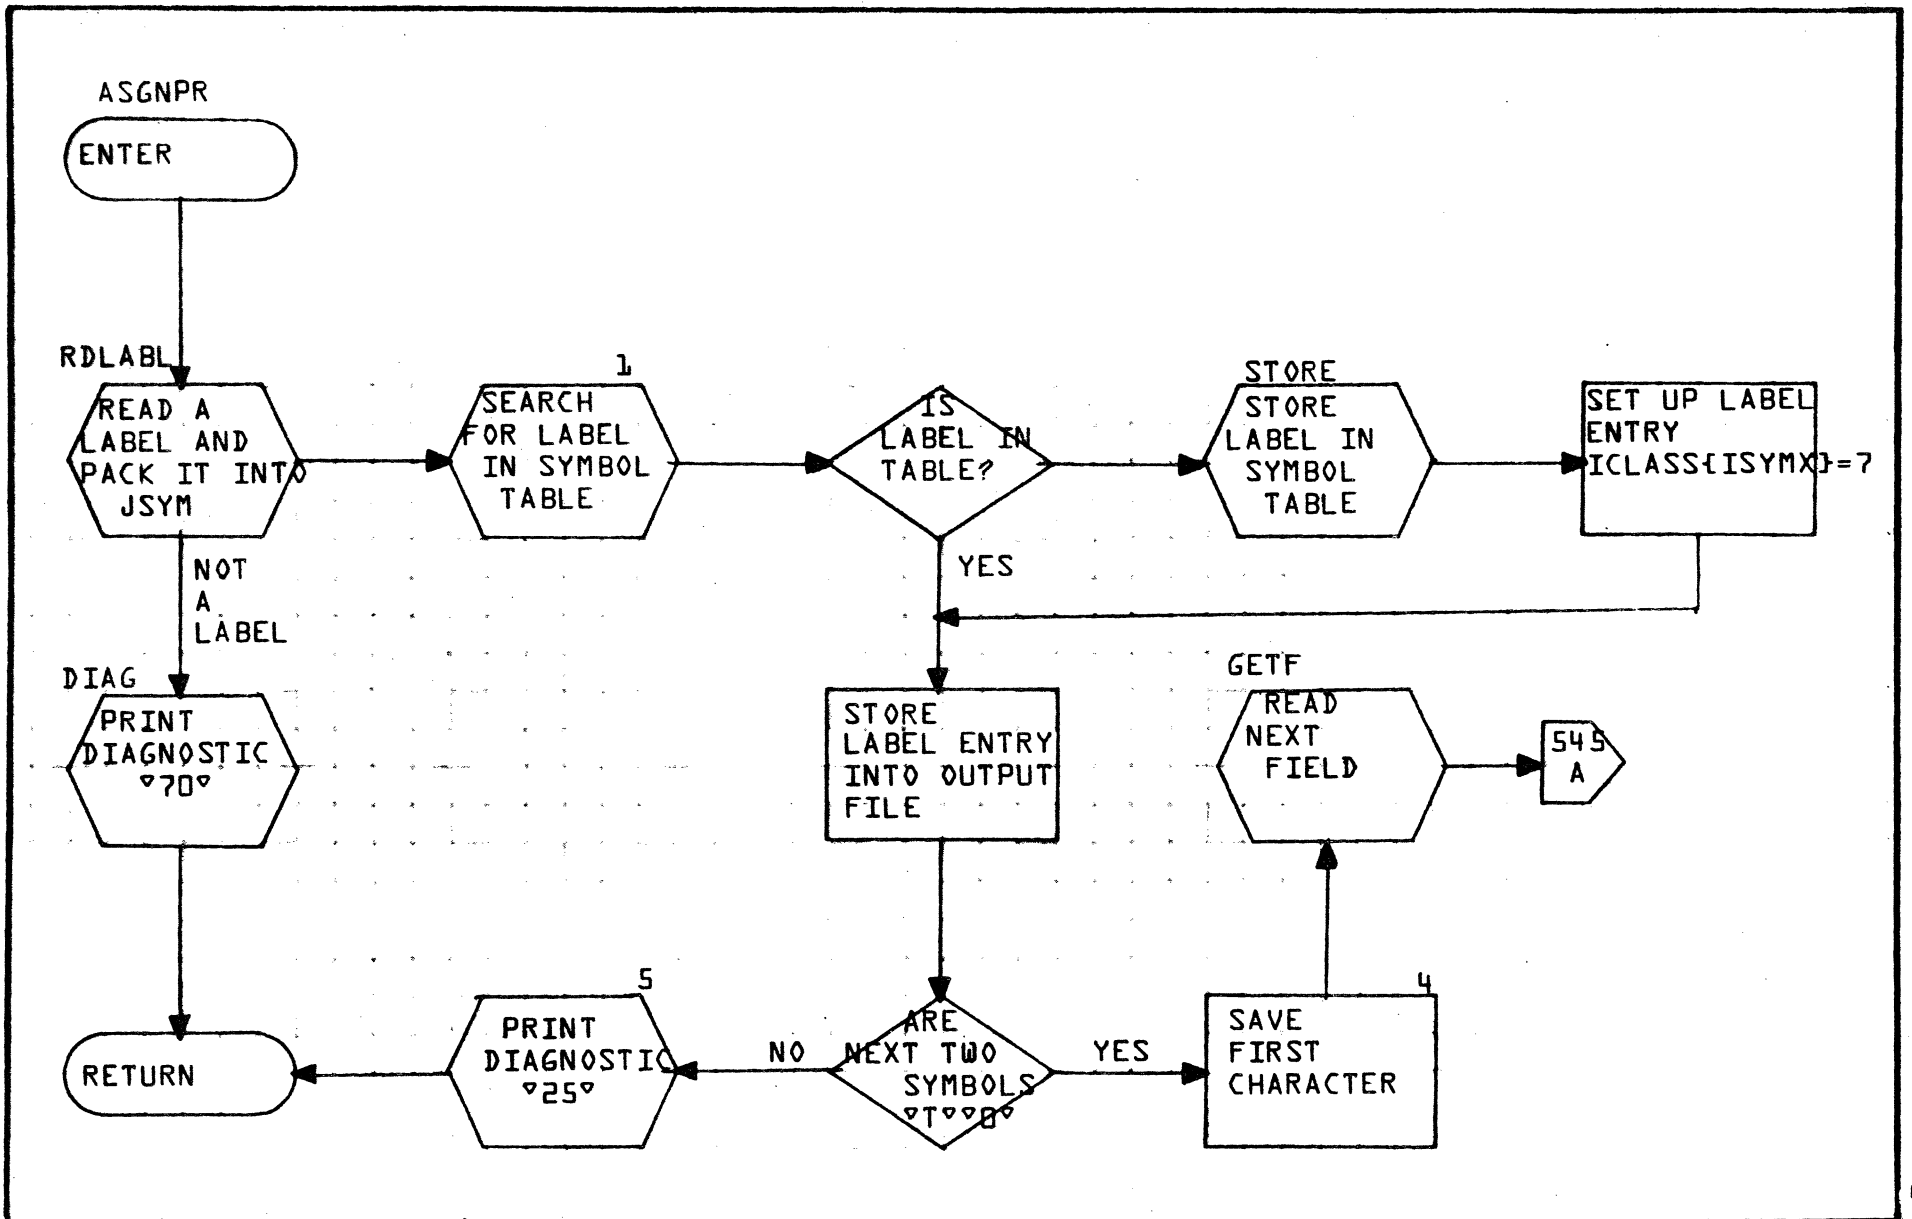 ASGNPR
ENTER
RDLABL
READ A
LABEL AND
PACK IT INTO
JSYM
1
SEARCH
FOR LABEL
IN SYMBOL
TABLE
IS
LABEL IN
TABLE?
STORE
STORE
LABEL IN
SYMBOL
TABLE
SET UP LABEL
ENTRY
ICLASS{ISYMX}=7
NOT
A
LABEL
YES
DIAG
PRINT
DIAGNOSTIC
▿70▿
STORE
LABEL ENTRY
INTO OUTPUT
FILE
GETF
READ
NEXT
FIELD
545
A
RETURN
5
PRINT
DIAGNOSTIC
▿25▿
NO
ARE
NEXT TWO
SYMBOLS
▿T▿▿O▿
YES
4
SAVE
FIRST
CHARACTER